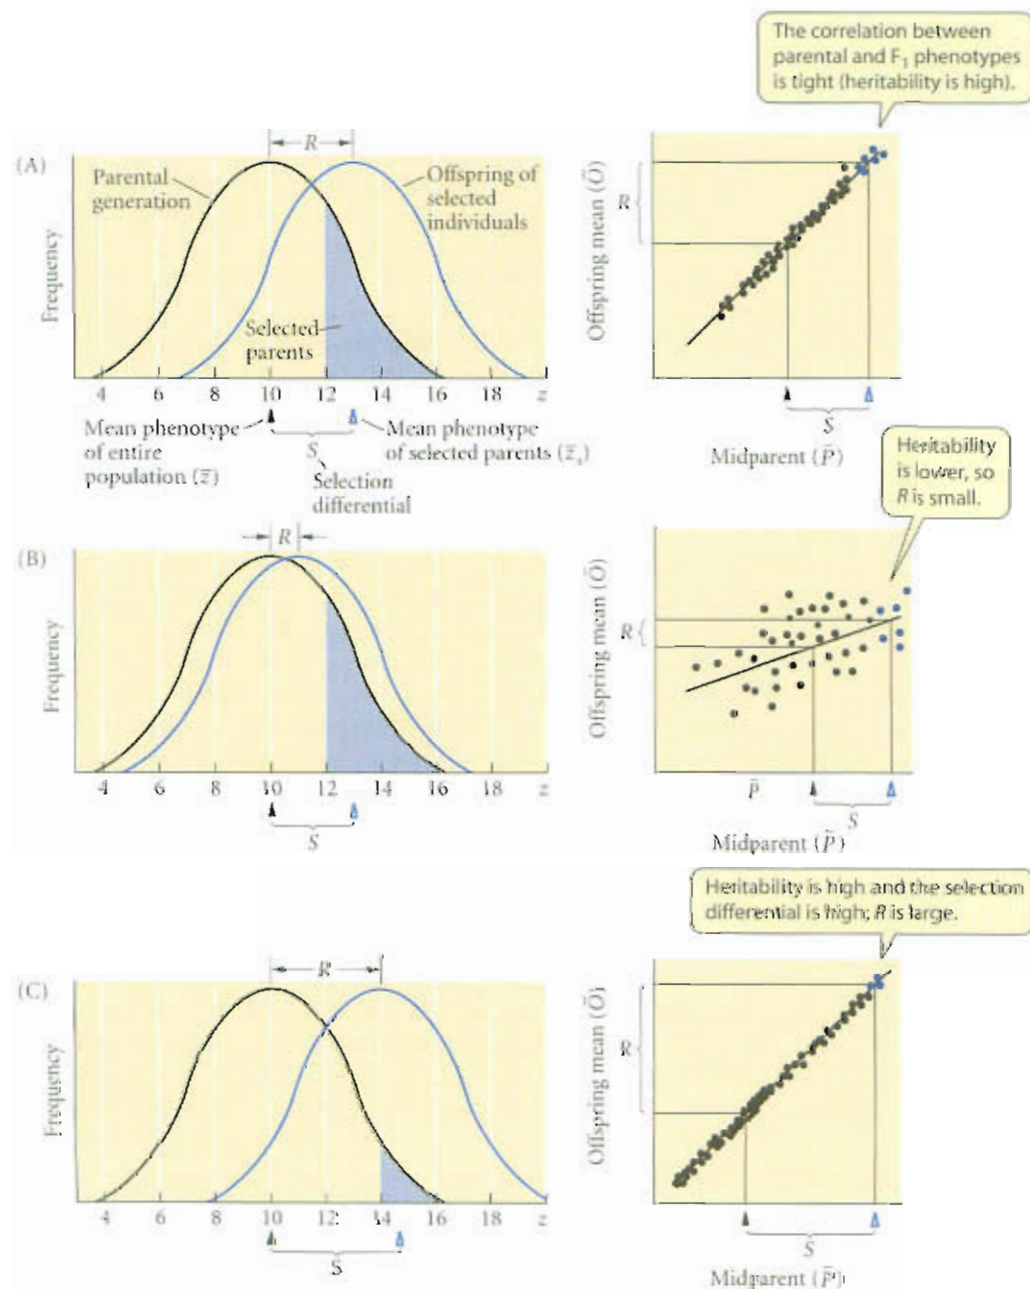 The correlation between
parental and F₁ phenotypes
is tight (heritability is high).
(A)
R
Parental
generation
Offspring of
selected
individuals
Frequency
Selected
parents
4 6 8 10 12 14 16 18 z
Mean phenotype
of entire
population (z̄)
S
Selection
differential
Mean phenotype
of selected parents (z̄ₛ)
Offspring mean (Ō)
R
S
Midparent (P̄)
Heritability
is lower, so
R is small.
(B)
R
Frequency
4 6 8 10 12 14 16 18 z
S
Offspring mean (Ō)
R
P̄
S
Midparent (P̄)
Heritability is high and the selection
differential is high; R is large.
(C)
R
Frequency
4 6 8 10 12 14 16 18 z
S
Offspring mean (Ō)
R
S
Midparent (P̄)